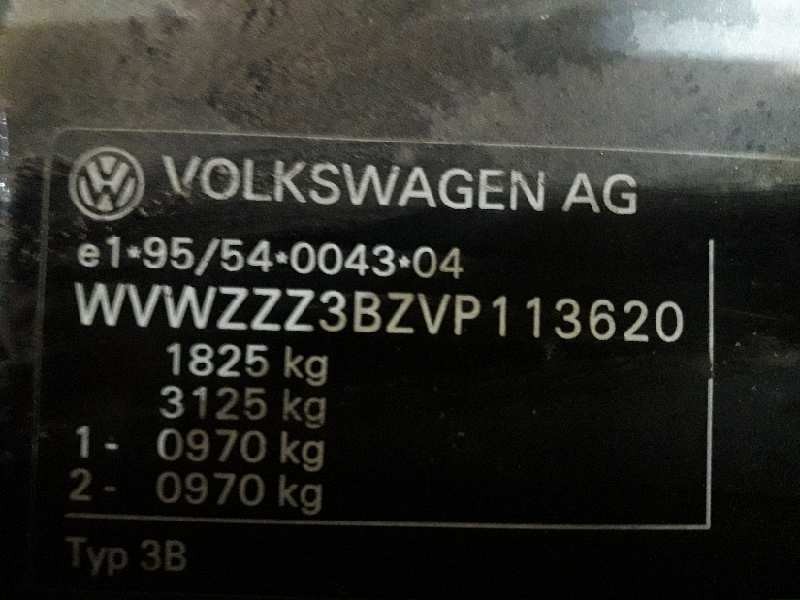 VOLKSWAGEN AG
e1*95/54*0043*04
WVWZZZ3BZVP113620
1825 kg
3125 kg
1- 0970 kg
2- 0970 kg
Typ 3B